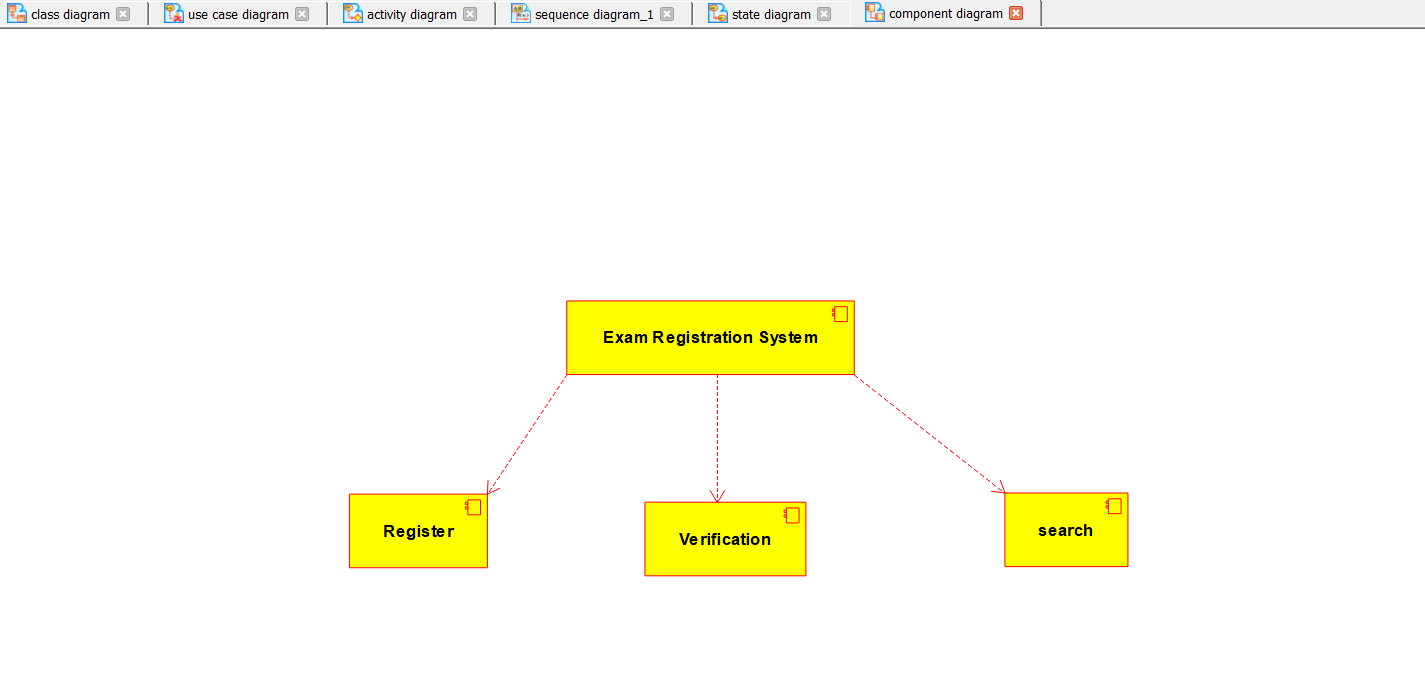 class diagram
use case diagram
activity diagram
sequence diagram_1
state diagram
component diagram
Exam Registration System
Register
Verification
search